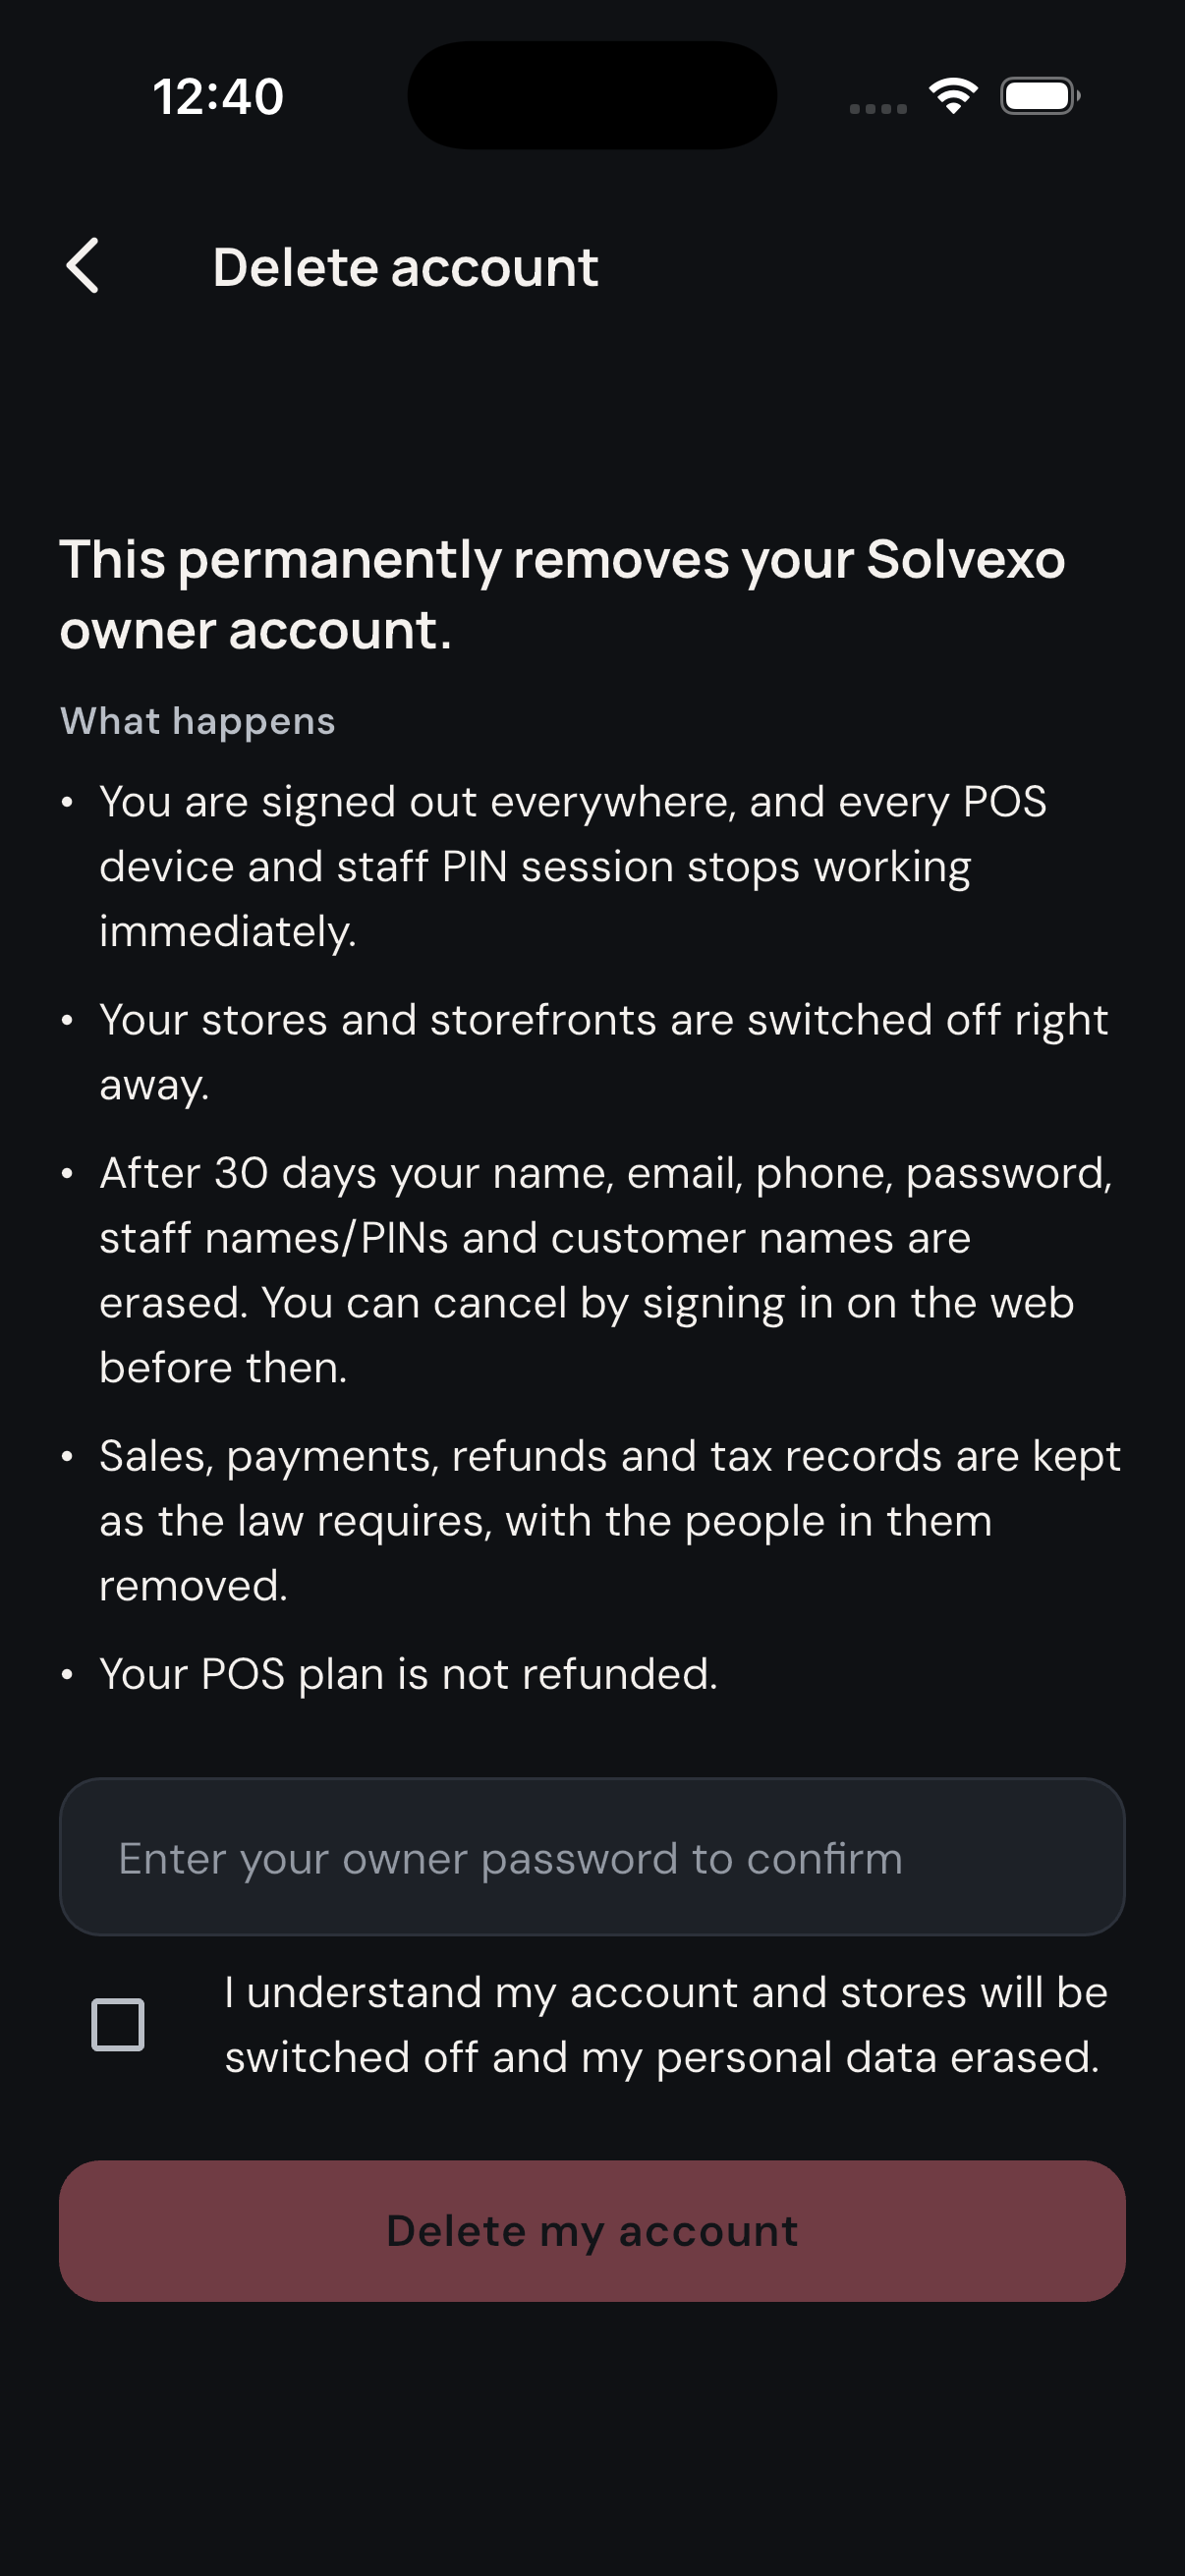 12:40
Delete account
This permanently removes your Solvexo
owner account.
What happens
• You are signed out everywhere, and every POS
device and staff PIN session stops working
immediately.
• Your stores and storefronts are switched off right
away.
• After 30 days your name, email, phone, password,
staff names/PINs and customer names are
erased. You can cancel by signing in on the web
before then.
• Sales, payments, refunds and tax records are kept
as the law requires, with the people in them
removed.
• Your POS plan is not refunded.
Enter your owner password to confirm
I understand my account and stores will be
switched off and my personal data erased.
Delete my account